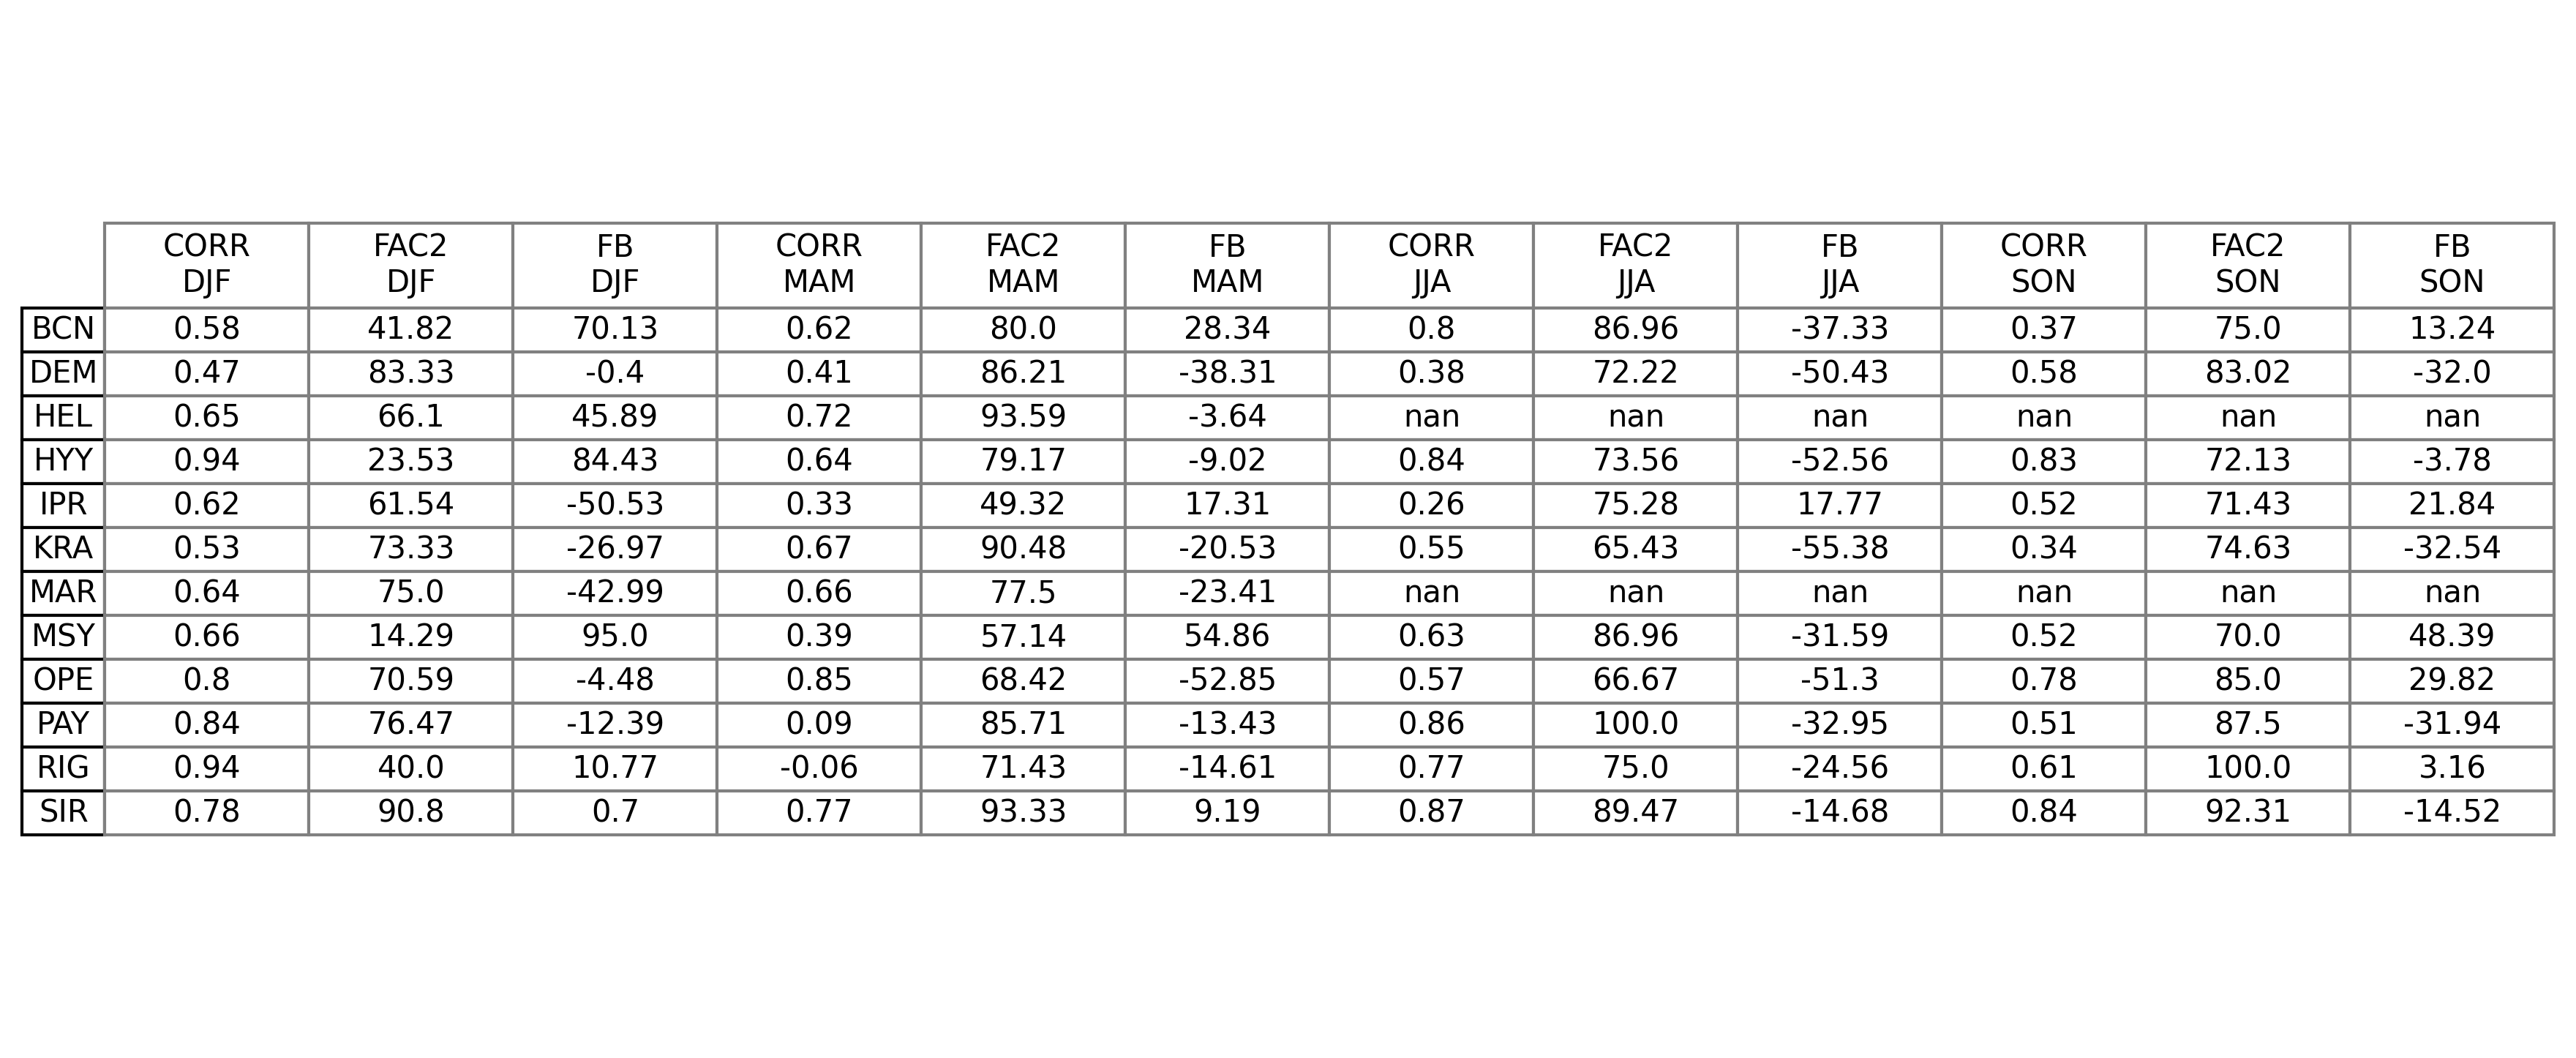 CORR FAC2 FB CORR FAC2 FB CORR FAC2 FB CORR FAC2 FB
DJF DJF DJF MAM MAM MAM JJA JJA JJA SON SON SON
BCN 0.58 41.82 70.13 0.62 80.0 28.34 0.8 86.96 -37.33 0.37 75.0 13.24
DEM 0.47 83.33 -0.4 0.41 86.21 -38.31 0.38 72.22 -50.43 0.58 83.02 -32.0
HEL 0.65 66.1 45.89 0.72 93.59 -3.64 nan nan nan nan nan nan
HYY 0.94 23.53 84.43 0.64 79.17 -9.02 0.84 73.56 -52.56 0.83 72.13 -3.78
IPR 0.62 61.54 -50.53 0.33 49.32 17.31 0.26 75.28 17.77 0.52 71.43 21.84
KRA 0.53 73.33 -26.97 0.67 90.48 -20.53 0.55 65.43 -55.38 0.34 74.63 -32.54
MAR 0.64 75.0 -42.99 0.66 77.5 -23.41 nan nan nan nan nan nan
MSY 0.66 14.29 95.0 0.39 57.14 54.86 0.63 86.96 -31.59 0.52 70.0 48.39
OPE 0.8 70.59 -4.48 0.85 68.42 -52.85 0.57 66.67 -51.3 0.78 85.0 29.82
PAY 0.84 76.47 -12.39 0.09 85.71 -13.43 0.86 100.0 -32.95 0.51 87.5 -31.94
RIG 0.94 40.0 10.77 -0.06 71.43 -14.61 0.77 75.0 -24.56 0.61 100.0 3.16
SIR 0.78 90.8 0.7 0.77 93.33 9.19 0.87 89.47 -14.68 0.84 92.31 -14.52